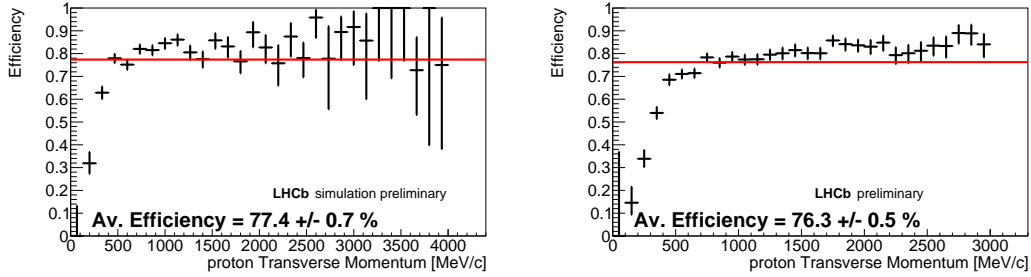 Efficiency
1
0.9
0.8
0.7
0.6
0.5
0.4
0.3
0.2
0.1
0
LHCb simulation preliminary
Av. Efficiency = 77.4 +/- 0.7 %
0 500 1000 1500 2000 2500 3000 3500 4000
proton Transverse Momentum [MeV/c]
Efficiency
1
0.9
0.8
0.7
0.6
0.5
0.4
0.3
0.2
0.1
0
LHCb preliminary
Av. Efficiency = 76.3 +/- 0.5 %
0 500 1000 1500 2000 2500 3000
proton Transverse Momentum [MeV/c]